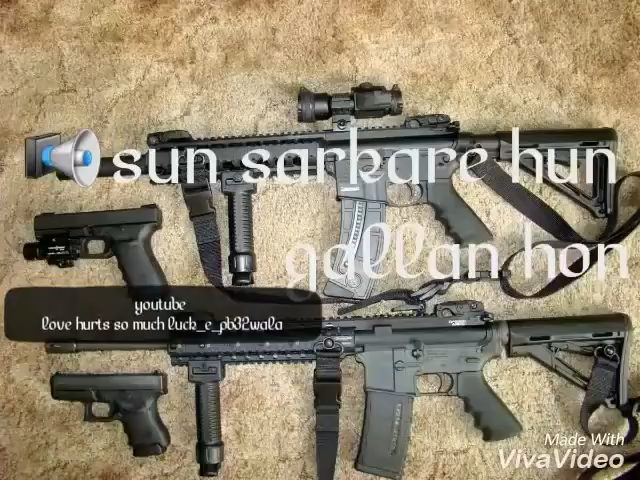 sun sarkare hun
gallan hon
youtube
love hurts so much luck_e_pb32wala
Made With
VivaVideo